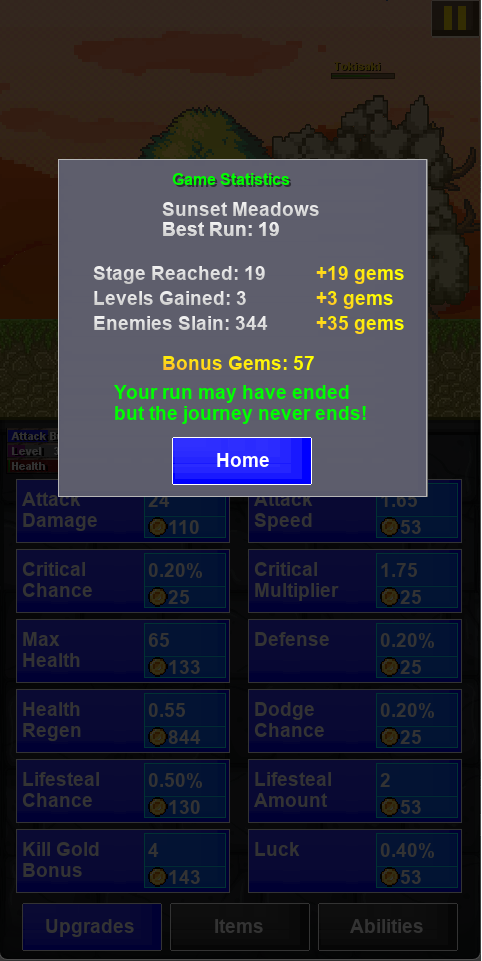 Tokisaki
Game Statistics
Sunset Meadows
Best Run: 19
Stage Reached: 19 +19 gems
Levels Gained: 3 +3 gems
Enemies Slain: 344 +35 gems
Bonus Gems: 57
Your run may have ended
but the journey never ends!
Home
Attack
Level
Health
Attack Damage 24 110
Attack Speed 1.65 53
Critical Chance 0.20% 25
Critical Multiplier 1.75 25
Max Health 65 133
Defense 0.20% 25
Health Regen 0.55 844
Dodge Chance 0.20% 25
Lifesteal Chance 0.50% 130
Lifesteal Amount 2 53
Kill Gold Bonus 4 143
Luck 0.40% 53
Upgrades Items Abilities